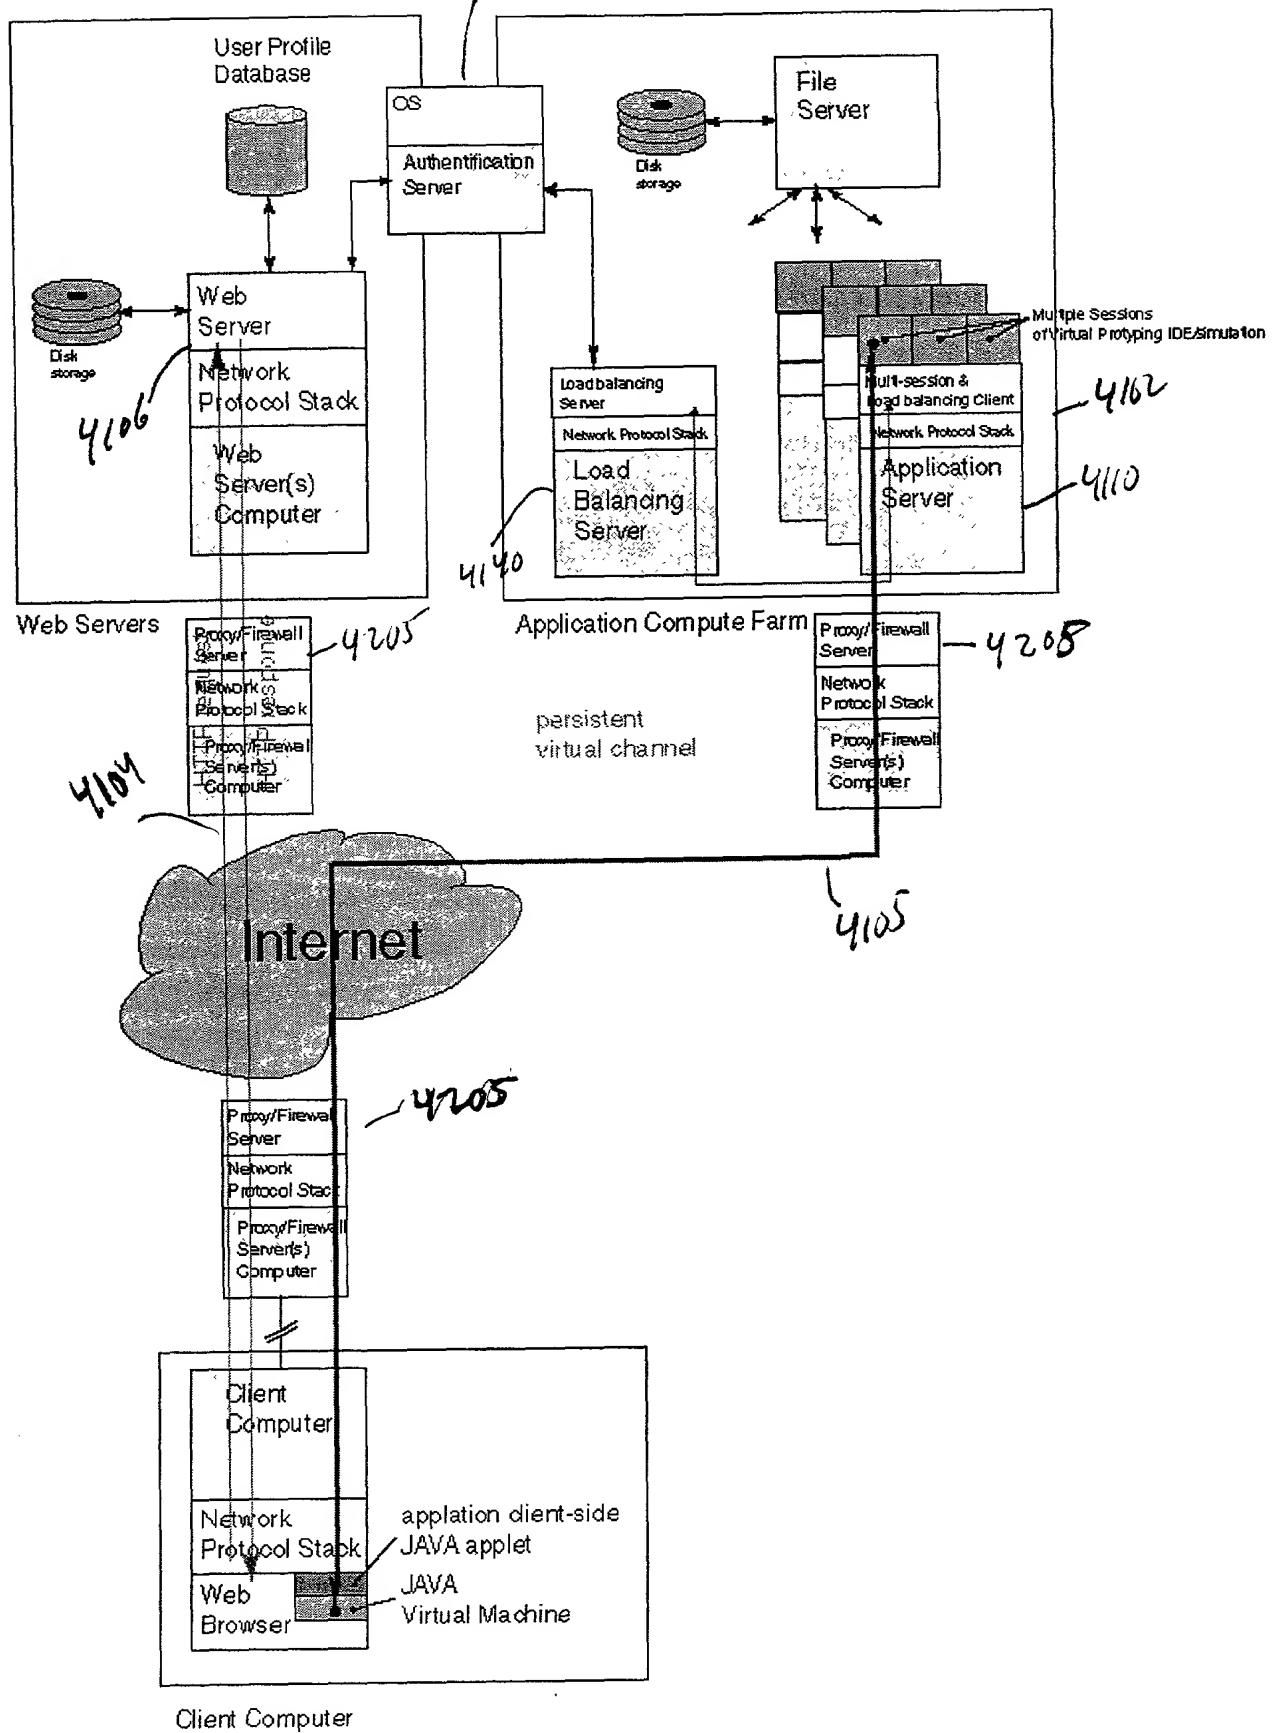 User Profile
Database
OS
Authentification
Server
File
Server
Disk
storage
Web
Server
Disk
storage
Network
Protocol Stack
4106
Web
Server(s)
Computer
Load balancing
Server
Network Protocol Stack
Load
Balancing
Server
4140
Multiple Sessions
of Virtual Protyping IDE/simulation
Multi-session &
Load balancing Client
Network Protocol Stack
Application
Server
4102
4110
Web Servers
Application Compute Farm
Proxy/Firewall
Server
Network
Protocol Stack
Proxy/Firewall
Server(s)
Computer
4205
HTTP
response
persistent
virtual channel
Proxy/Firewall
Server
Network
Protocol Stack
Proxy/Firewall
Server(s)
Computer
4208
4104
4105
Internet
Proxy/Firewall
Server
Network
Protocol Stack
Proxy/Firewall
Server(s)
Computer
4205
Client
Computer
Network
Protocol Stack
Web
Browser
applation client-side
JAVA applet
JAVA
Virtual Machine
Client Computer